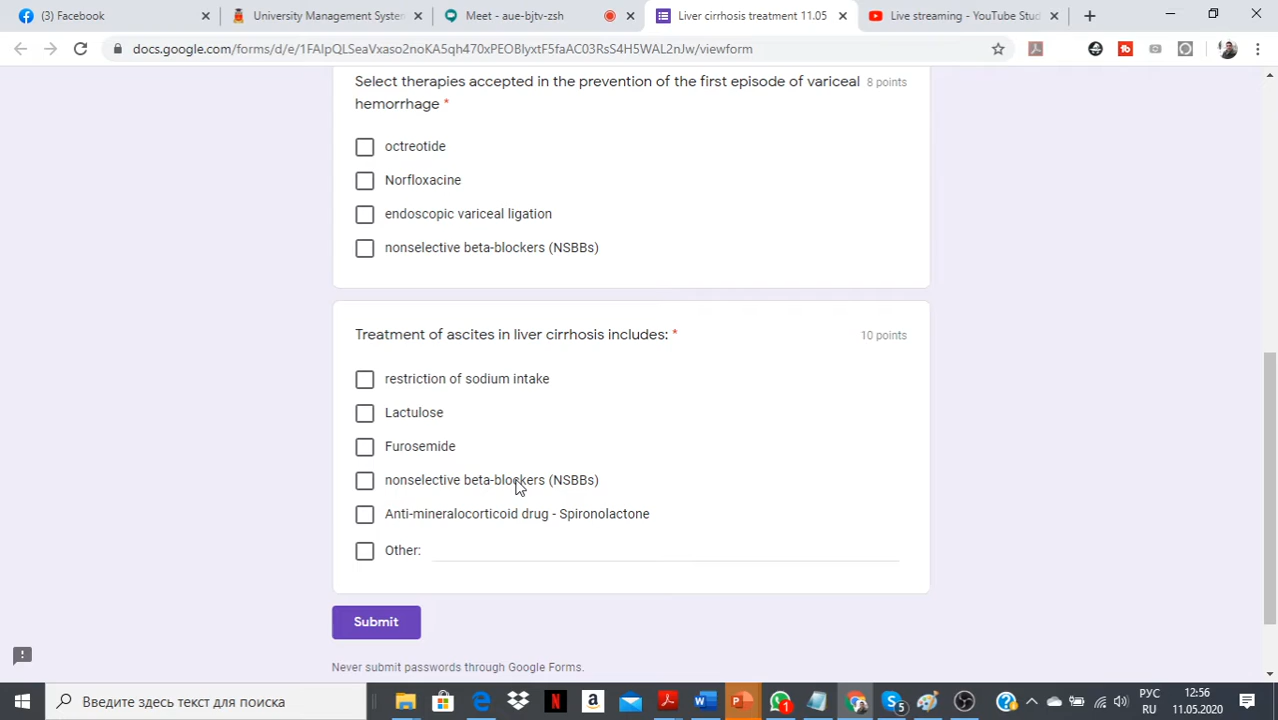 (3) Facebook
University Management Syste
Meet - aue-bjtv-zsh
Liver cirrhosis treatment 11.05
Live streaming - YouTube Stud
docs.google.com/forms/d/e/1FAIpQLSeaVxaso2noKA5qh470xPEOBlyxtF5faAC03RsS4H5WAL2nJw/viewform
Select therapies accepted in the prevention of the first episode of variceal
8 points
hemorrhage *
octreotide
Norfloxacine
endoscopic variceal ligation
nonselective beta-blockers (NSBBs)
Treatment of ascites in liver cirrhosis includes: *
10 points
restriction of sodium intake
Lactulose
Furosemide
nonselective beta-blockers (NSBBs)
Anti-mineralocorticoid drug - Spironolactone
Other:
Submit
Never submit passwords through Google Forms.
Введите здесь текст для поиска
РУС
RU
12:56
11.05.2020